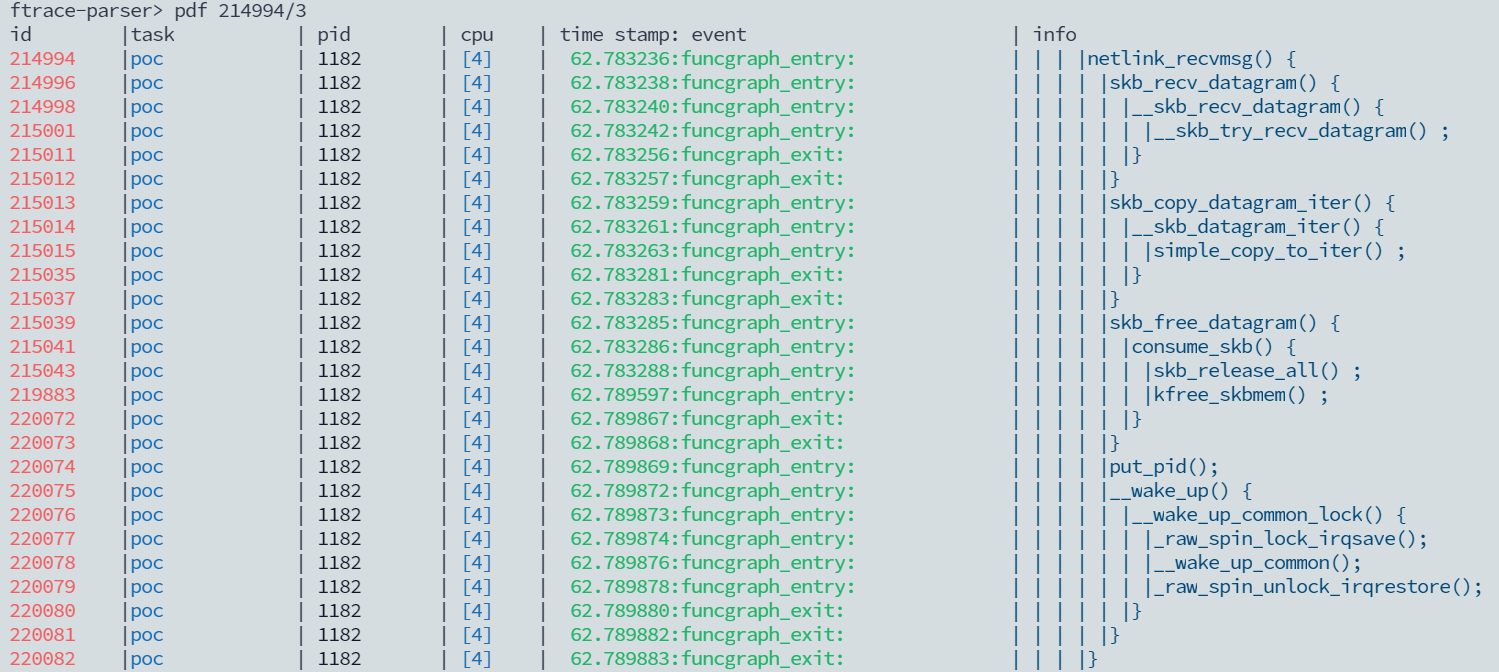 ftrace-parser> pdf 214994/3
id |task | pid | cpu | time stamp: event | info
214994 |poc | 1182 | [4] | 62.783236:funcgraph_entry: | | | |netlink_recvmsg() {
214996 |poc | 1182 | [4] | 62.783238:funcgraph_entry: | | | | |skb_recv_datagram() {
214998 |poc | 1182 | [4] | 62.783240:funcgraph_entry: | | | | | |__skb_recv_datagram() {
215001 |poc | 1182 | [4] | 62.783242:funcgraph_entry: | | | | | | |__skb_try_recv_datagram() ;
215011 |poc | 1182 | [4] | 62.783256:funcgraph_exit: | | | | | |}
215012 |poc | 1182 | [4] | 62.783257:funcgraph_exit: | | | | |}
215013 |poc | 1182 | [4] | 62.783259:funcgraph_entry: | | | | |skb_copy_datagram_iter() {
215014 |poc | 1182 | [4] | 62.783261:funcgraph_entry: | | | | | |__skb_datagram_iter() {
215015 |poc | 1182 | [4] | 62.783263:funcgraph_entry: | | | | | | |simple_copy_to_iter() ;
215035 |poc | 1182 | [4] | 62.783281:funcgraph_exit: | | | | | |}
215037 |poc | 1182 | [4] | 62.783283:funcgraph_exit: | | | | |}
215039 |poc | 1182 | [4] | 62.783285:funcgraph_entry: | | | | |skb_free_datagram() {
215041 |poc | 1182 | [4] | 62.783286:funcgraph_entry: | | | | | |consume_skb() {
215043 |poc | 1182 | [4] | 62.783288:funcgraph_entry: | | | | | | |skb_release_all() ;
219883 |poc | 1182 | [4] | 62.789597:funcgraph_entry: | | | | | | |kfree_skbmem() ;
220072 |poc | 1182 | [4] | 62.789867:funcgraph_exit: | | | | | |}
220073 |poc | 1182 | [4] | 62.789868:funcgraph_exit: | | | | |}
220074 |poc | 1182 | [4] | 62.789869:funcgraph_entry: | | | | |put_pid();
220075 |poc | 1182 | [4] | 62.789872:funcgraph_entry: | | | | |__wake_up() {
220076 |poc | 1182 | [4] | 62.789873:funcgraph_entry: | | | | | |__wake_up_common_lock() {
220077 |poc | 1182 | [4] | 62.789874:funcgraph_entry: | | | | | | |_raw_spin_lock_irqsave();
220078 |poc | 1182 | [4] | 62.789876:funcgraph_entry: | | | | | | |__wake_up_common();
220079 |poc | 1182 | [4] | 62.789878:funcgraph_entry: | | | | | | |_raw_spin_unlock_irqrestore();
220080 |poc | 1182 | [4] | 62.789880:funcgraph_exit: | | | | | |}
220081 |poc | 1182 | [4] | 62.789882:funcgraph_exit: | | | | |}
220082 |poc | 1182 | [4] | 62.789883:funcgraph_exit: | | | |}